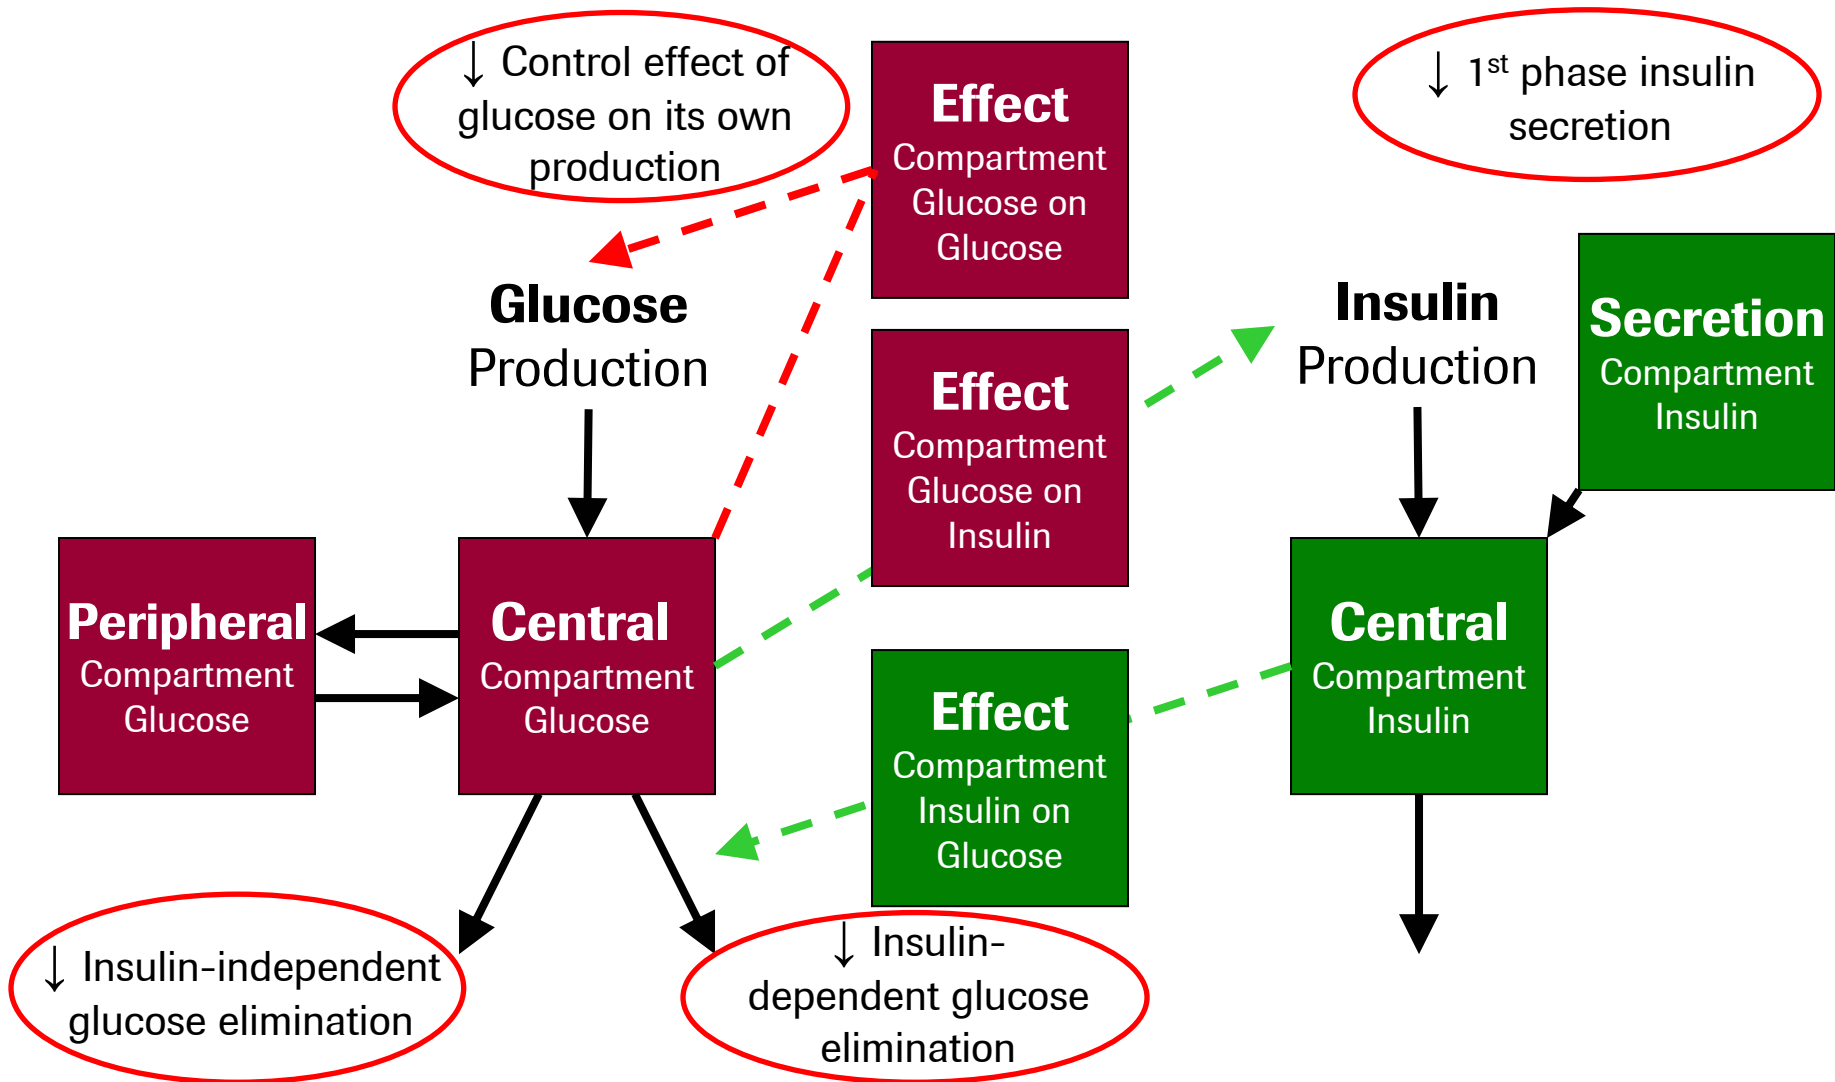 ↓ Control effect of
glucose on its own
production
Effect
Compartment
Glucose on
Glucose
↓ 1st phase insulin
secretion
Glucose
Production
Effect
Compartment
Glucose on
Insulin
Insulin
Production
Secretion
Compartment
Insulin
Peripheral
Compartment
Glucose
Central
Compartment
Glucose
Effect
Compartment
Insulin on
Glucose
Central
Compartment
Insulin
↓ Insulin-independent
glucose elimination
↓ Insulin-
dependent glucose
elimination